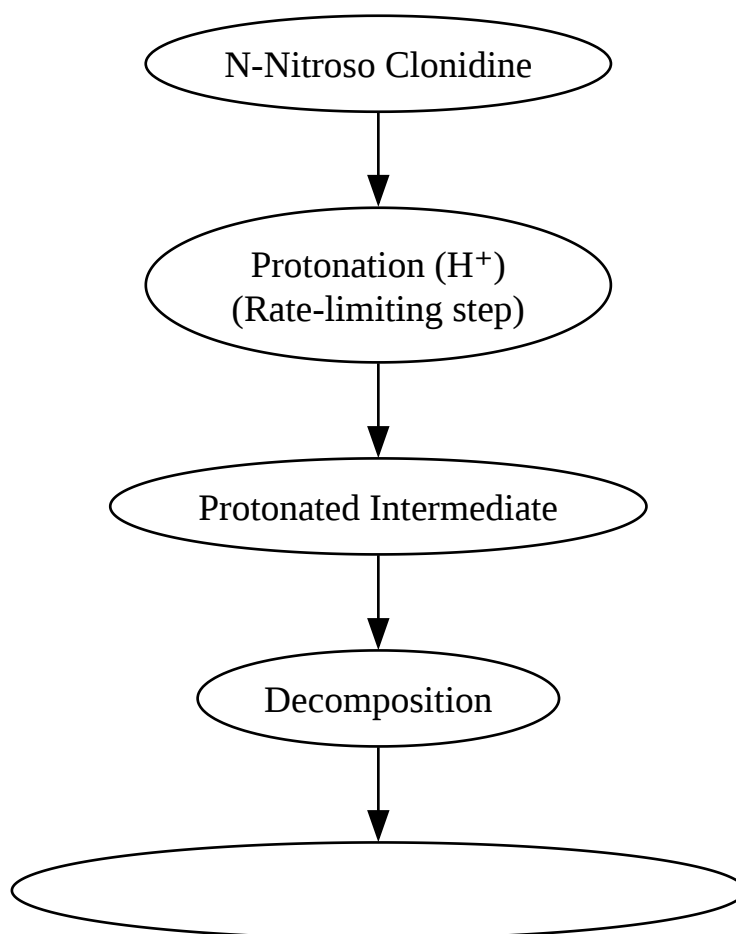 N-Nitroso Clonidine
Protonation (H⁺)
(Rate-limiting step)
Protonated Intermediate
Decomposition